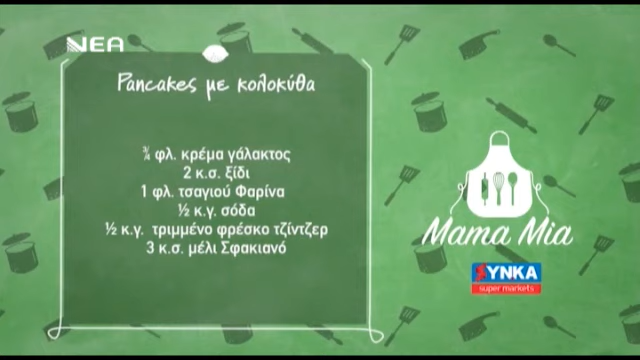 ΝΕΑ
Pancakes με κολοκύθα
¾ φλ. κρέμα γάλακτος
2 κ.σ. ξίδι
1 φλ. τσαγιού Φαρίνα
½ κ.γ. σόδα
½ κ.γ. τριμμένο φρέσκο τζίντζερ
3 κ.σ. μέλι Σφακιανό
Mama Mia
SYNKA
super markets